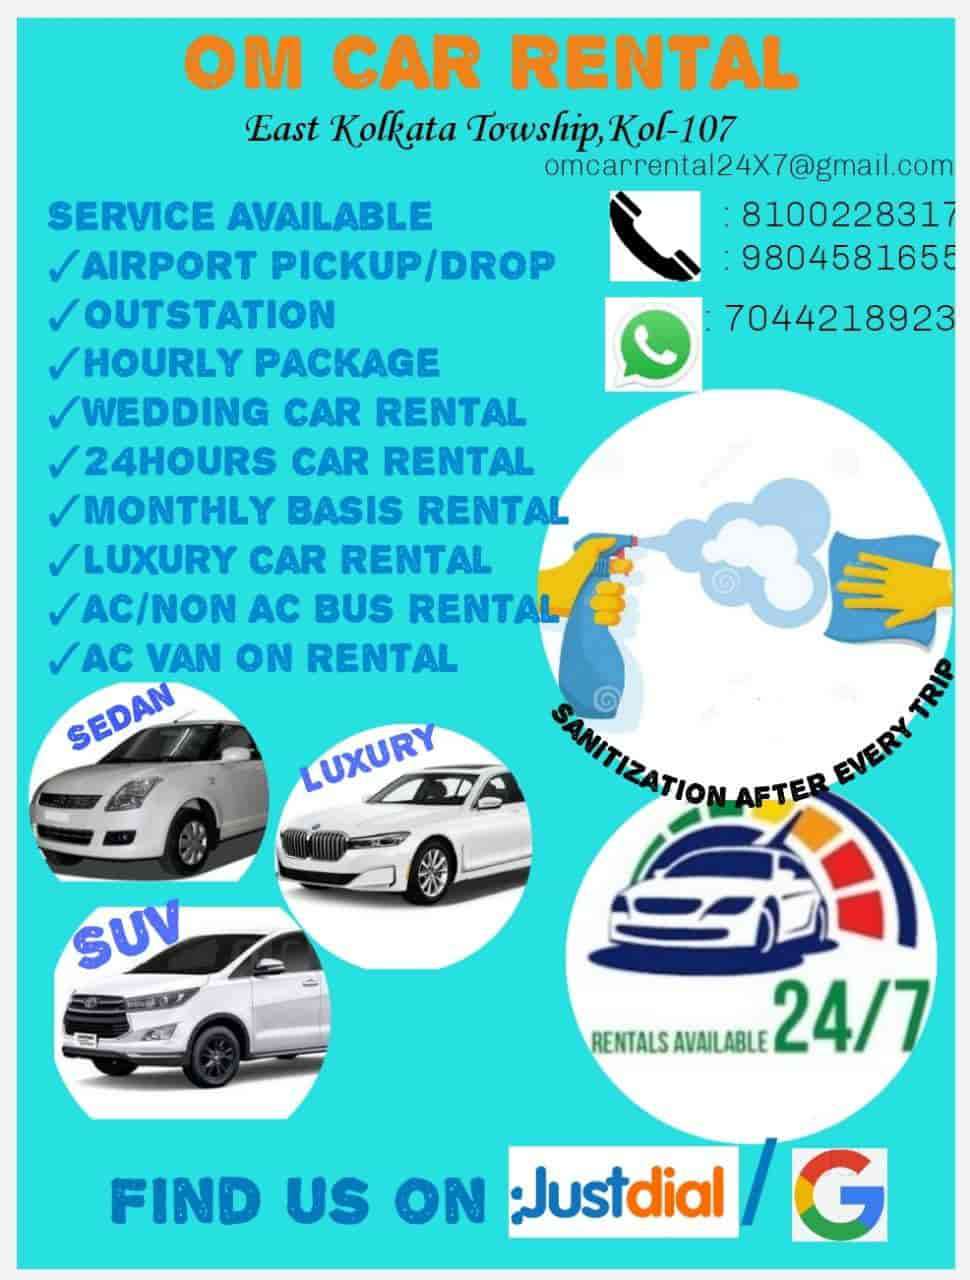 OM CAR RENTAL
East Kolkata Towship,Kol-107
omcarrental24X7@gmail.com
: 8100228317
: 9804581655
: 7044218923
SERVICE AVAILABLE
✓AIRPORT PICKUP/DROP
✓OUTSTATION
✓HOURLY PACKAGE
✓WEDDING CAR RENTAL
✓24HOURS CAR RENTAL
✓MONTHLY BASIS RENTAL
✓LUXURY CAR RENTAL
✓AC/NON AC BUS RENTAL
✓AC VAN ON RENTAL
SANITIZATION AFTER EVERY TRIP
SEDAN
LUXURY
SUV
RENTALS AVAILABLE 24/7
FIND US ON Justdial / G